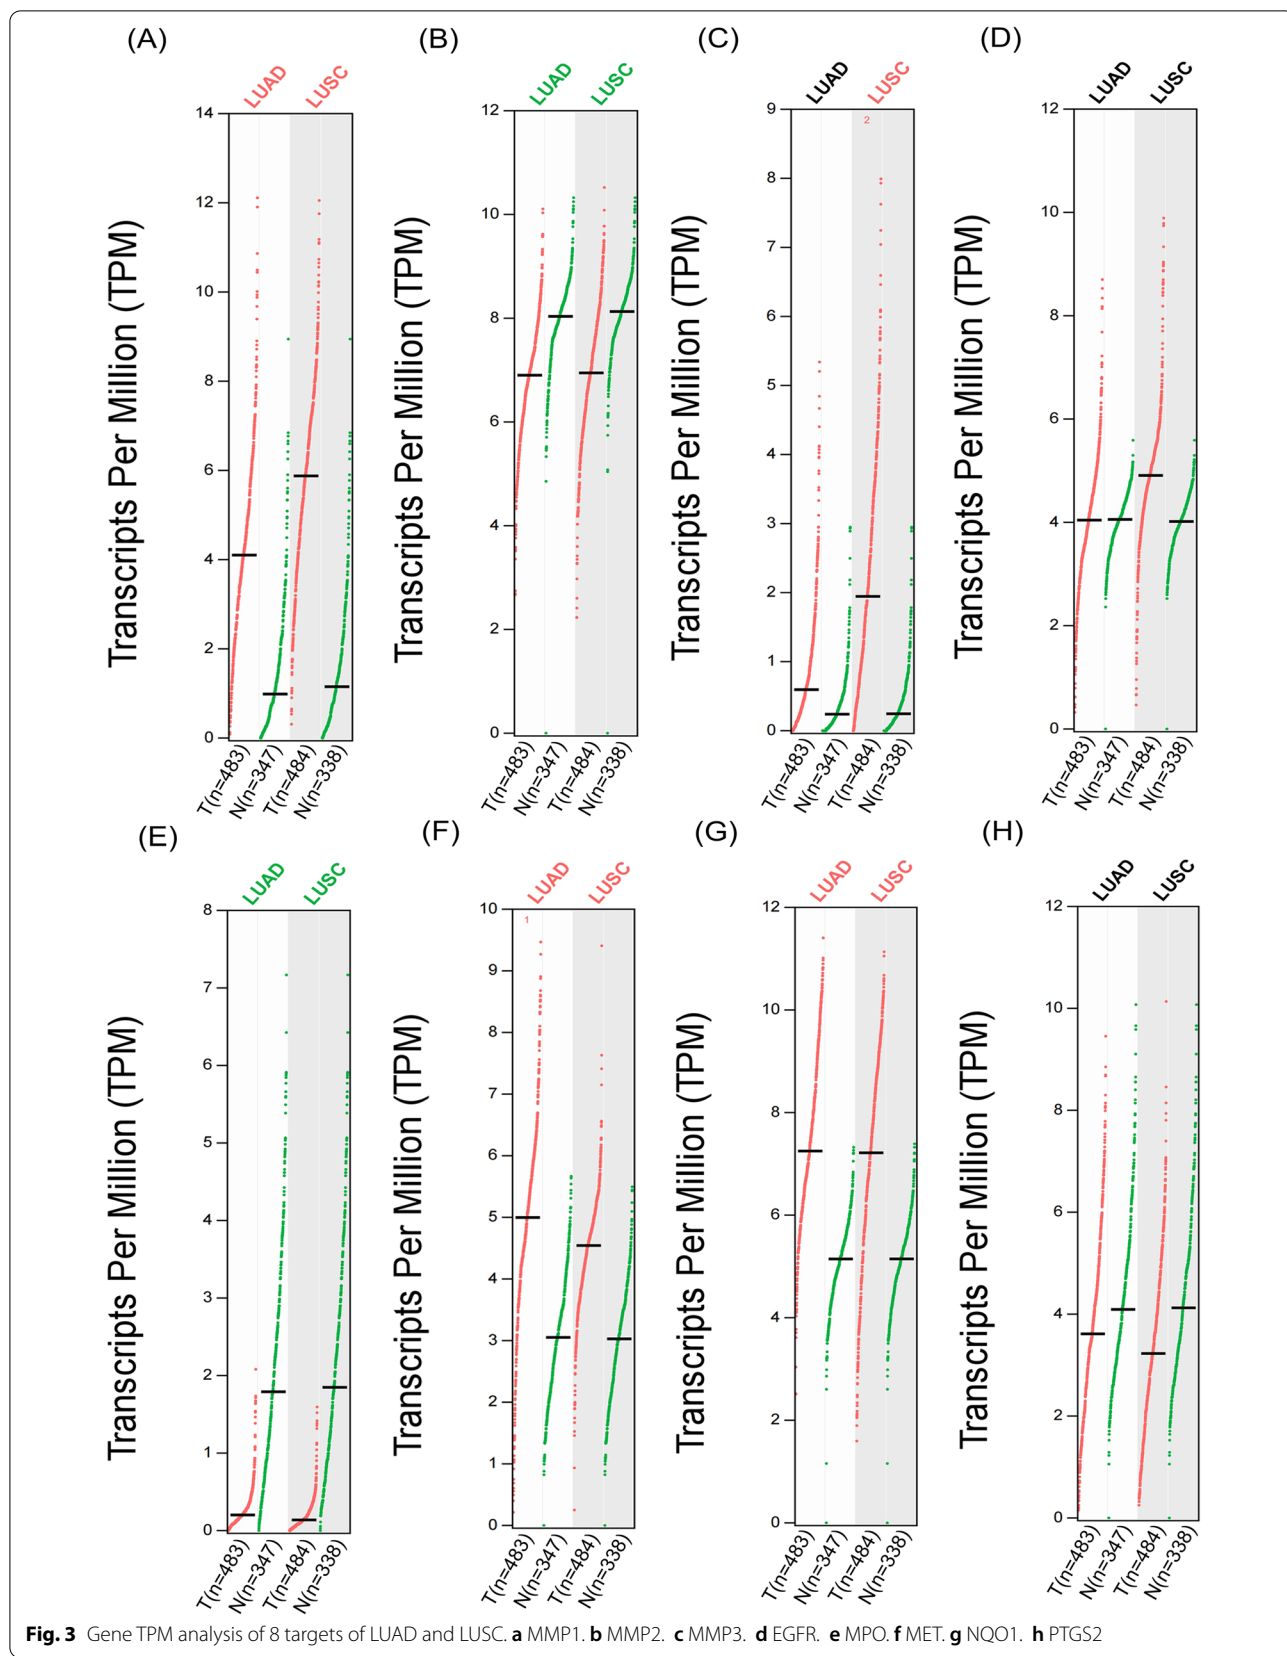 (A)
LUAD LUSC
Transcripts Per Million (TPM)
14
12
10
8
6
4
2
0
T(n=483) N(n=347) T(n=484) N(n=338)
(B)
LUAD LUSC
Transcripts Per Million (TPM)
12
10
8
6
4
2
0
T(n=483) N(n=347) T(n=484) N(n=338)
(C)
LUAD LUSC
Transcripts Per Million (TPM)
2
9
8
7
6
5
4
3
2
1
0
T(n=483) N(n=347) T(n=484) N(n=338)
(D)
LUAD LUSC
Transcripts Per Million (TPM)
12
10
8
6
4
2
0
T(n=483) N(n=347) T(n=484) N(n=338)
(E)
LUAD LUSC
Transcripts Per Million (TPM)
8
7
6
5
4
3
2
1
0
T(n=483) N(n=347) T(n=484) N(n=338)
(F)
LUAD LUSC
Transcripts Per Million (TPM)
1
10
9
8
7
6
5
4
3
2
1
0
T(n=483) N(n=347) T(n=484) N(n=338)
(G)
LUAD LUSC
Transcripts Per Million (TPM)
12
10
8
6
4
2
0
T(n=483) N(n=347) T(n=484) N(n=338)
(H)
LUAD LUSC
Transcripts Per Million (TPM)
12
10
8
6
4
2
0
T(n=483) N(n=347) T(n=484) N(n=338)
Fig. 3 Gene TPM analysis of 8 targets of LUAD and LUSC. a MMP1. b MMP2. c MMP3. d EGFR. e MPO. f MET. g NQO1. h PTGS2